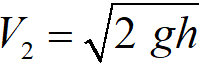 V₂ = √(2 gh)